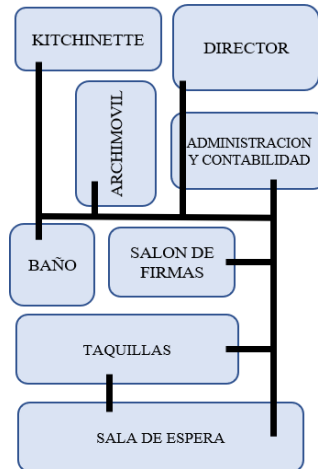 KITCHINETTE
DIRECTOR
ARCHIMOVIL
ADMINISTRACION
Y CONTABILIDAD
BAÑO
SALON DE
FIRMAS
TAQUILLAS
SALA DE ESPERA